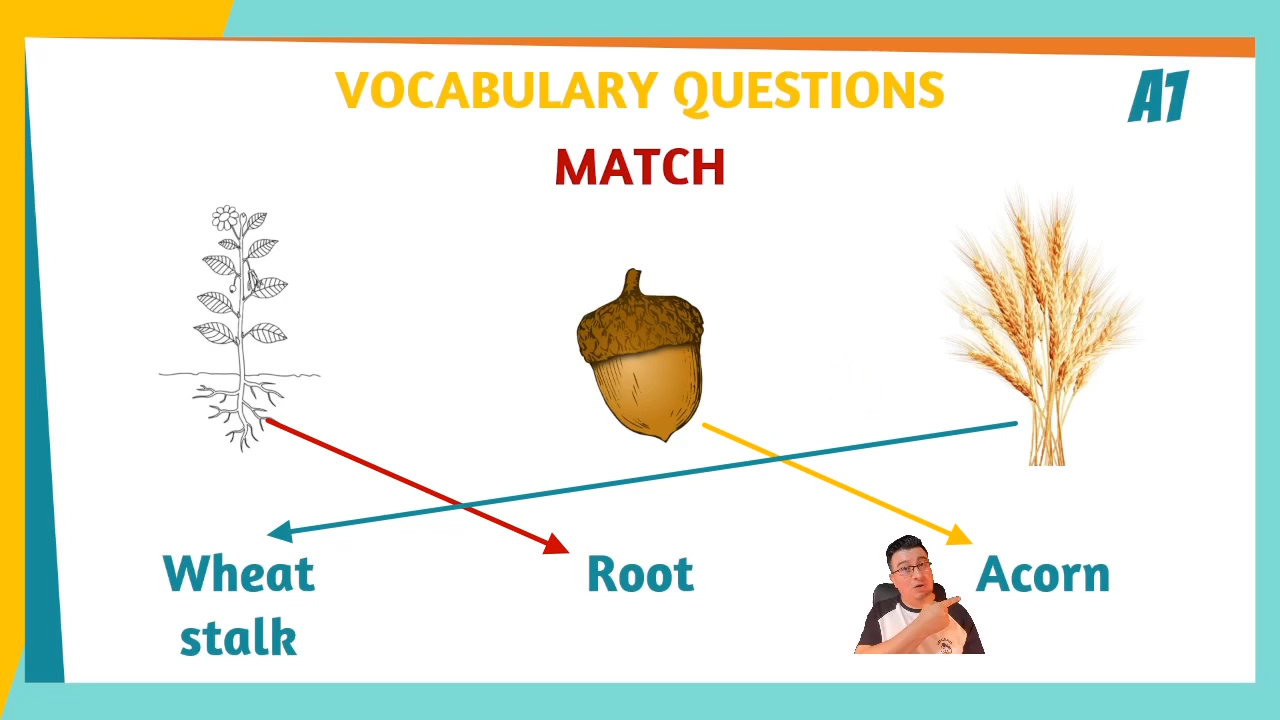 VOCABULARY QUESTIONS
A1
MATCH
Wheat
stalk
Root
Acorn